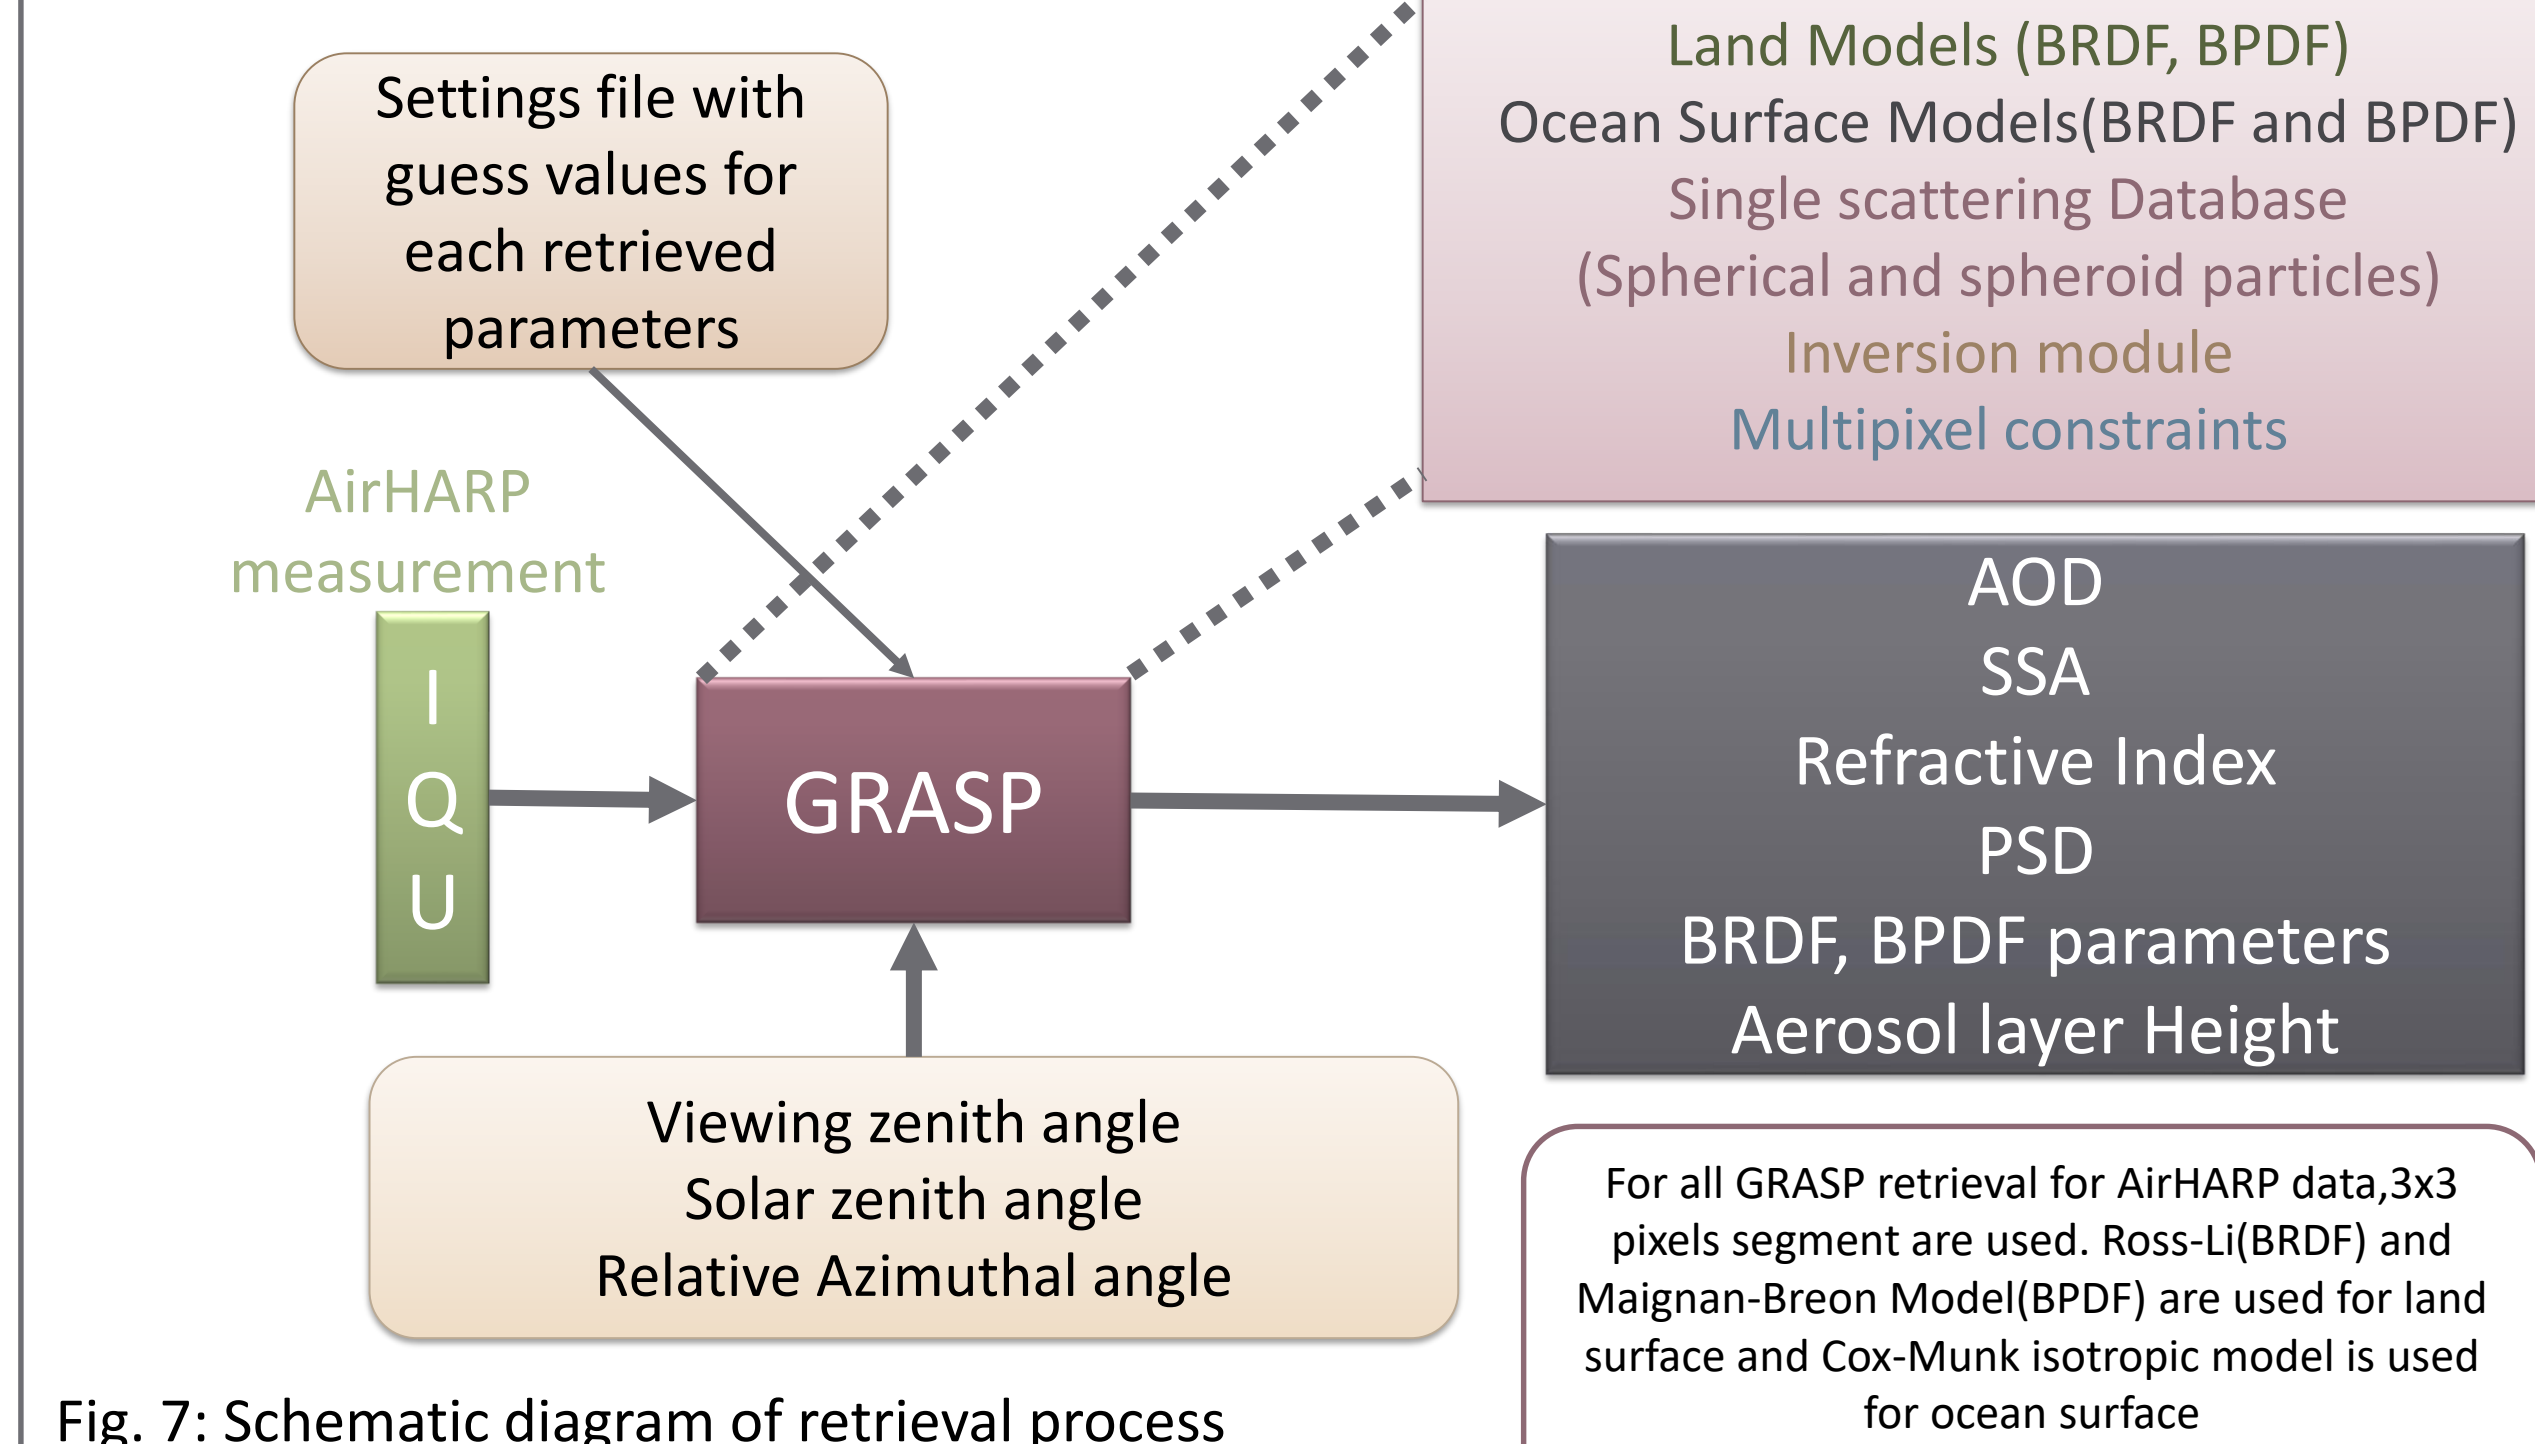 Settings file with
guess values for
each retrieved
parameters
Land Models (BRDF, BPDF)
Ocean Surface Models(BRDF and BPDF)
Single scattering Database
(Spherical and spheroid particles)
Inversion module
Multipixel constraints
AirHARP
measurement
I
Q
U
GRASP
AOD
SSA
Refractive Index
PSD
BRDF, BPDF parameters
Aerosol layer Height
Viewing zenith angle
Solar zenith angle
Relative Azimuthal angle
For all GRASP retrieval for AirHARP data,3x3
pixels segment are used. Ross-Li(BRDF) and
Maignan-Breon Model(BPDF) are used for land
surface and Cox-Munk isotropic model is used
for ocean surface
Fig. 7: Schematic diagram of retrieval process